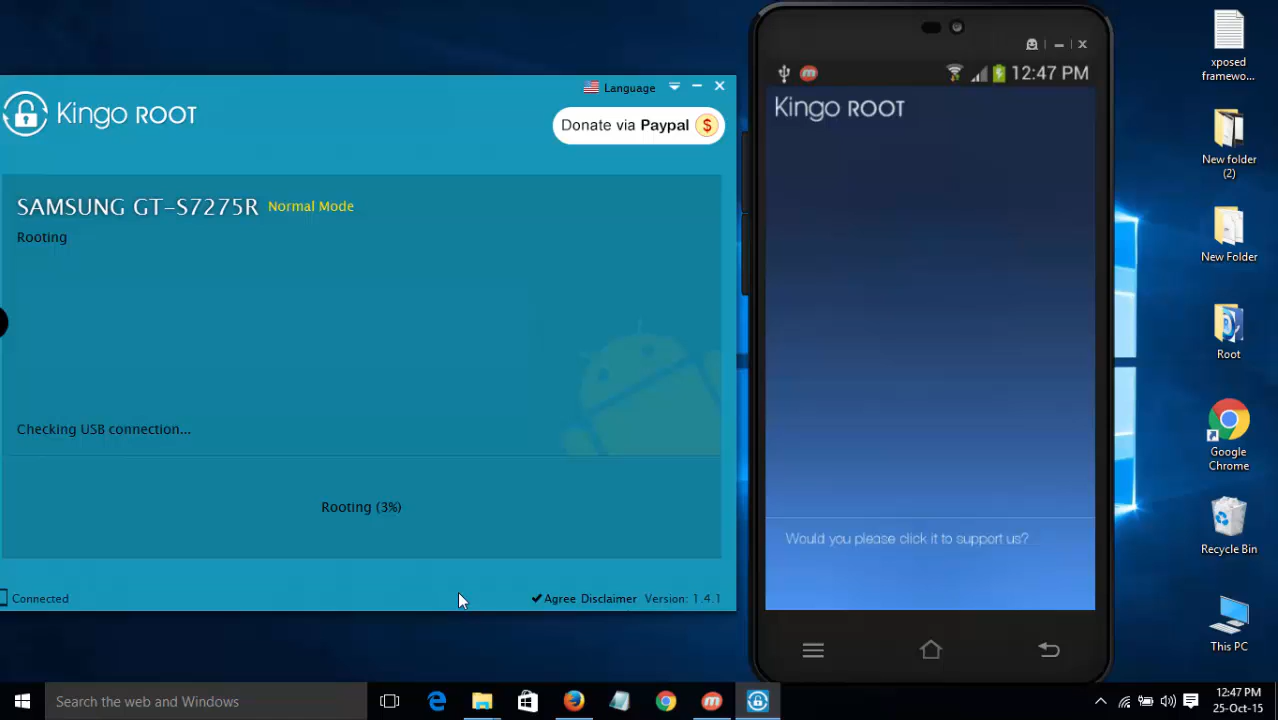 Language
Kingo ROOT
Donate via Paypal $
SAMSUNG GT-S7275R Normal Mode
Rooting
Checking USB connection...
Rooting (3%)
Connected
Agree Disclaimer Version: 1.4.1
12:47 PM
Kingo ROOT
Would you please click it to support us?
xposed
framewo...
New folder
(2)
New Folder
Root
Google
Chrome
Recycle Bin
This PC
Search the web and Windows
12:47 PM
25-Oct-15